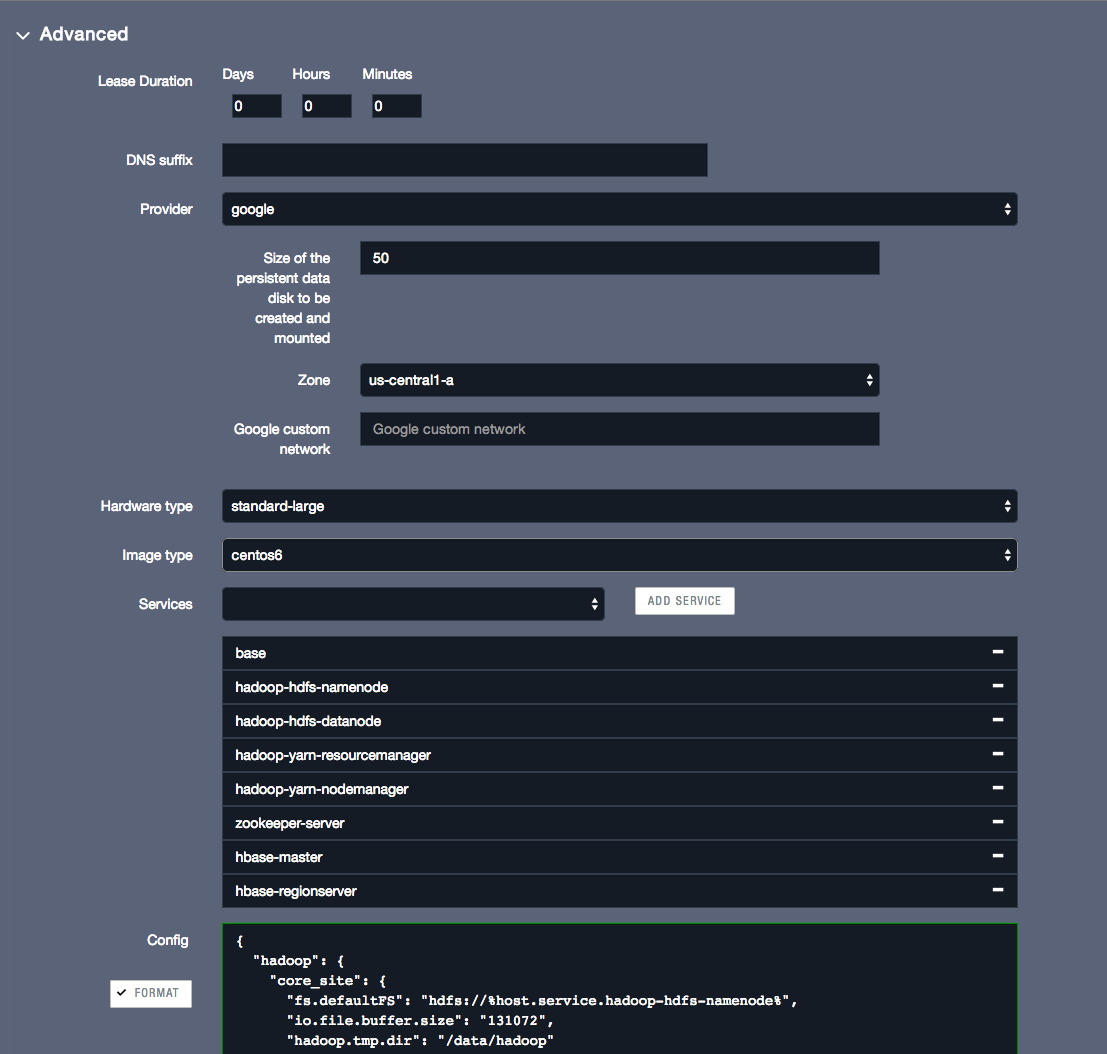 Advanced
Lease Duration
Days Hours Minutes
0 0 0
DNS suffix
Provider
google
Size of the
persistent data
disk to be
created and
mounted
50
Zone
us-central1-a
Google custom
network
Google custom network
Hardware type
standard-large
Image type
centos6
Services
ADD SERVICE
base
hadoop-hdfs-namenode
hadoop-hdfs-datanode
hadoop-yarn-resourcemanager
hadoop-yarn-nodemanager
zookeeper-server
hbase-master
hbase-regionserver
Config
FORMAT
{
"hadoop": {
"core_site": {
"fs.defaultFS": "hdfs://%host.service.hadoop-hdfs-namenode%",
"io.file.buffer.size": "131072",
"hadoop.tmp.dir": "/data/hadoop"